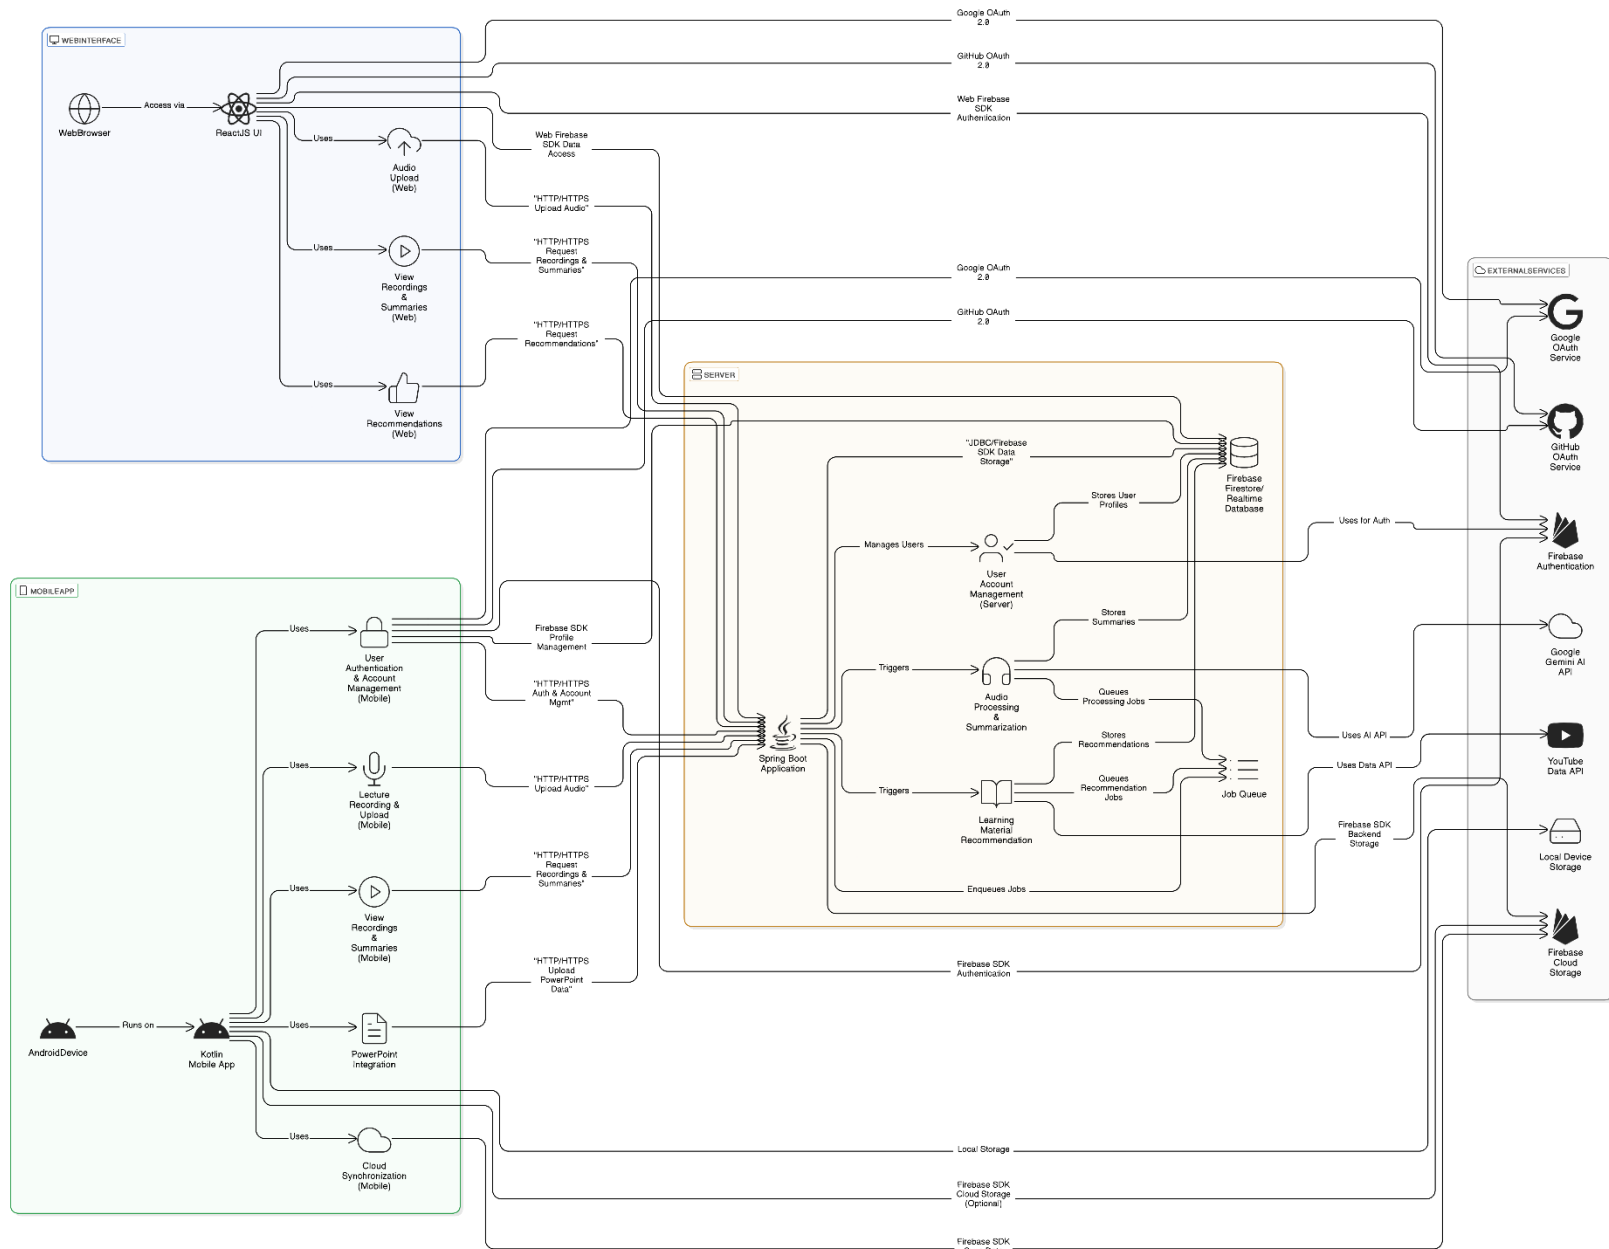 WEBINTERFACE
WebBrowser
Access via
ReactJS UI
Uses
Audio
Upload
(Web)
Uses
View
Recordings
&
Summaries
(Web)
Uses
View
Recommendations
(Web)
Google OAuth
2.0
GitHub OAuth
2.0
Web Firebase
SDK
Authentication
Web Firebase
SDK Data
Access
"HTTP/HTTPS
Upload Audio"
"HTTP/HTTPS
Request
Recordings &
Summaries"
"HTTP/HTTPS
Request
Recommendations"
Google OAuth
2.0
GitHub OAuth
2.0
SERVER
"JDBC/Firebase
SDK Data
Storage"
Firebase
Firestore/
Realtime
Database
Stores User
Profiles
Manages Users
User
Account
Management
(Server)
Uses for Auth
Stores
Summaries
Triggers
Audio
Processing
&
Summarization
Queues
Processing Jobs
Stores
Recommendations
Spring Boot
Application
Triggers
Learning
Material
Recommendation
Queues
Recommendation
Jobs
Job Queue
Enqueues Jobs
Uses AI API
Uses Data API
Firebase SDK
Backend
Storage
EXTERNALSERVICES
Google
OAuth
Service
GitHub
OAuth
Service
Firebase
Authentication
Google
Gemini AI
API
YouTube
Data API
Local Device
Storage
Firebase
Cloud
Storage
MOBILEAPP
AndroidDevice
Runs on
Kotlin
Mobile App
Uses
User
Authentication
& Account
Management
(Mobile)
Uses
Lecture
Recording &
Upload
(Mobile)
Uses
View
Recordings
&
Summaries
(Mobile)
Uses
PowerPoint
Integration
Uses
Cloud
Synchronization
(Mobile)
Firebase SDK
Profile
Management
"HTTP/HTTPS
Auth & Account
Mgmt"
"HTTP/HTTPS
Upload Audio"
"HTTP/HTTPS
Request
Recordings &
Summaries"
"HTTP/HTTPS
Upload
PowerPoint
Data"
Firebase SDK
Authentication
Local Storage
Firebase SDK
Cloud Storage
(Optional)
Firebase SDK